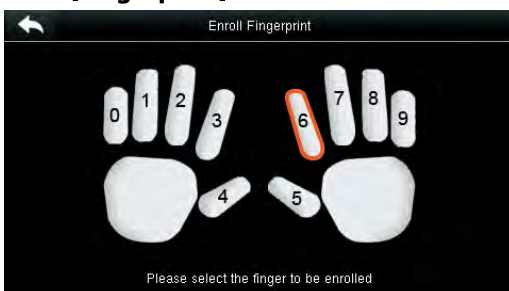 Enroll Fingerprint
0 1 2 3 6 7 8 9
4 5
Please select the finger to be enrolled